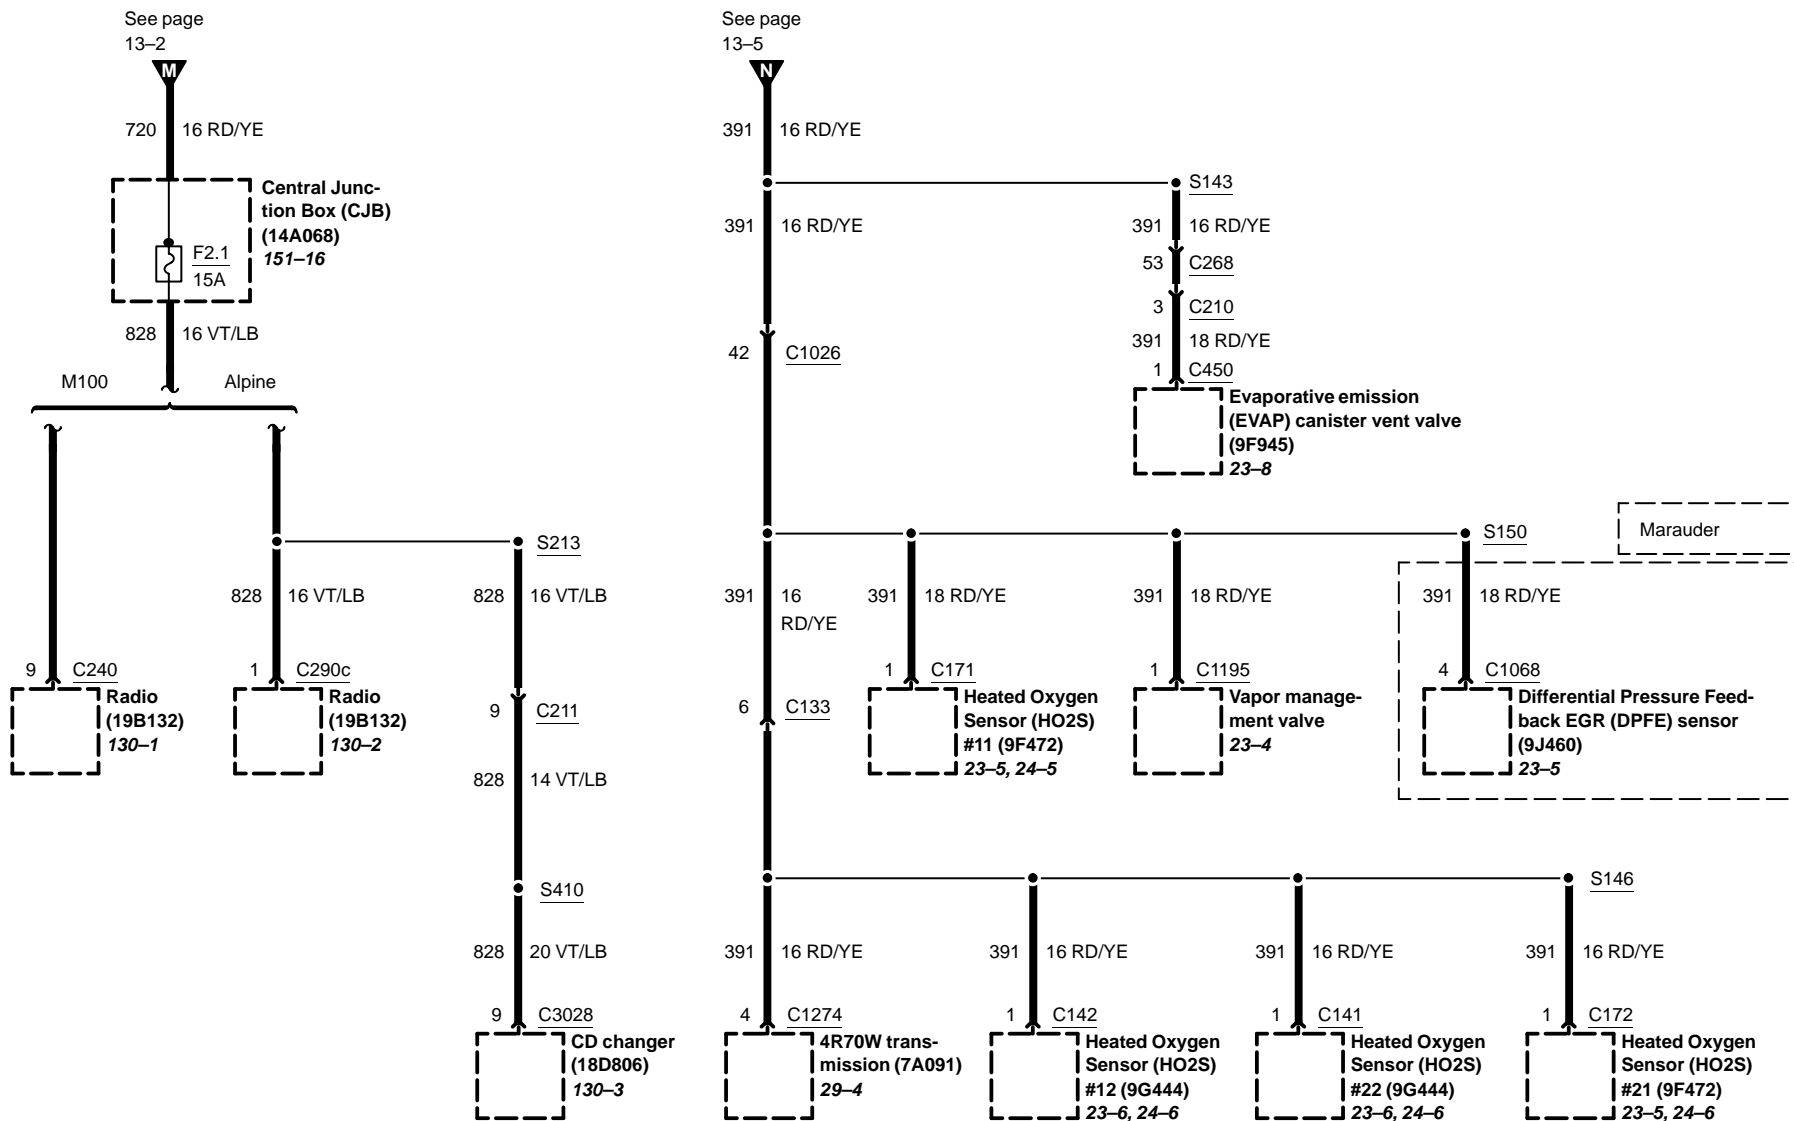 See page
13–2
M
720 16 RD/YE
Central Junc-
tion Box (CJB)
(14A068)
151–16
F2.1
15A
828 16 VT/LB
M100 Alpine
9 C240
Radio
(19B132)
130–1
828 16 VT/LB
1 C290c
Radio
(19B132)
130–2
S213
828 16 VT/LB
9 C211
828 14 VT/LB
S410
828 20 VT/LB
9 C3028
CD changer
(18D806)
130–3
See page
13–5
N
391 16 RD/YE
S143
391 16 RD/YE
391 16 RD/YE
53 C268
3 C210
391 18 RD/YE
1 C450
Evaporative emission
(EVAP) canister vent valve
(9F945)
23–8
42 C1026
S150
Marauder
391 16
RD/YE
391 18 RD/YE
391 18 RD/YE
391 18 RD/YE
6 C133
1 C171
Heated Oxygen
Sensor (HO2S)
#11 (9F472)
23–5, 24–5
1 C1195
Vapor manage-
ment valve
23–4
4 C1068
Differential Pressure Feed-
back EGR (DPFE) sensor
(9J460)
23–5
S146
391 16 RD/YE
391 16 RD/YE
391 16 RD/YE
391 16 RD/YE
4 C1274
4R70W trans-
mission (7A091)
29–4
1 C142
Heated Oxygen
Sensor (HO2S)
#12 (9G444)
23–6, 24–6
1 C141
Heated Oxygen
Sensor (HO2S)
#22 (9G444)
23–6, 24–6
1 C172
Heated Oxygen
Sensor (HO2S)
#21 (9F472)
23–5, 24–6